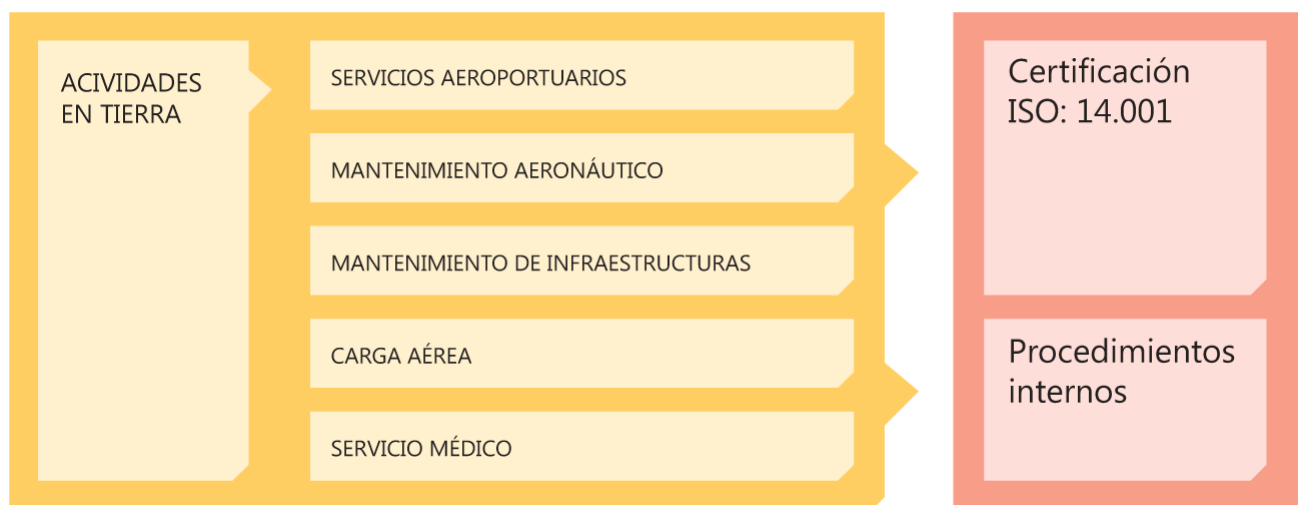 ACIVIDADES
EN TIERRA
SERVICIOS AEROPORTUARIOS
MANTENIMIENTO AERONÁUTICO
MANTENIMIENTO DE INFRAESTRUCTURAS
CARGA AÉREA
SERVICIO MÉDICO
Certificación
ISO: 14.001
Procedimientos
internos